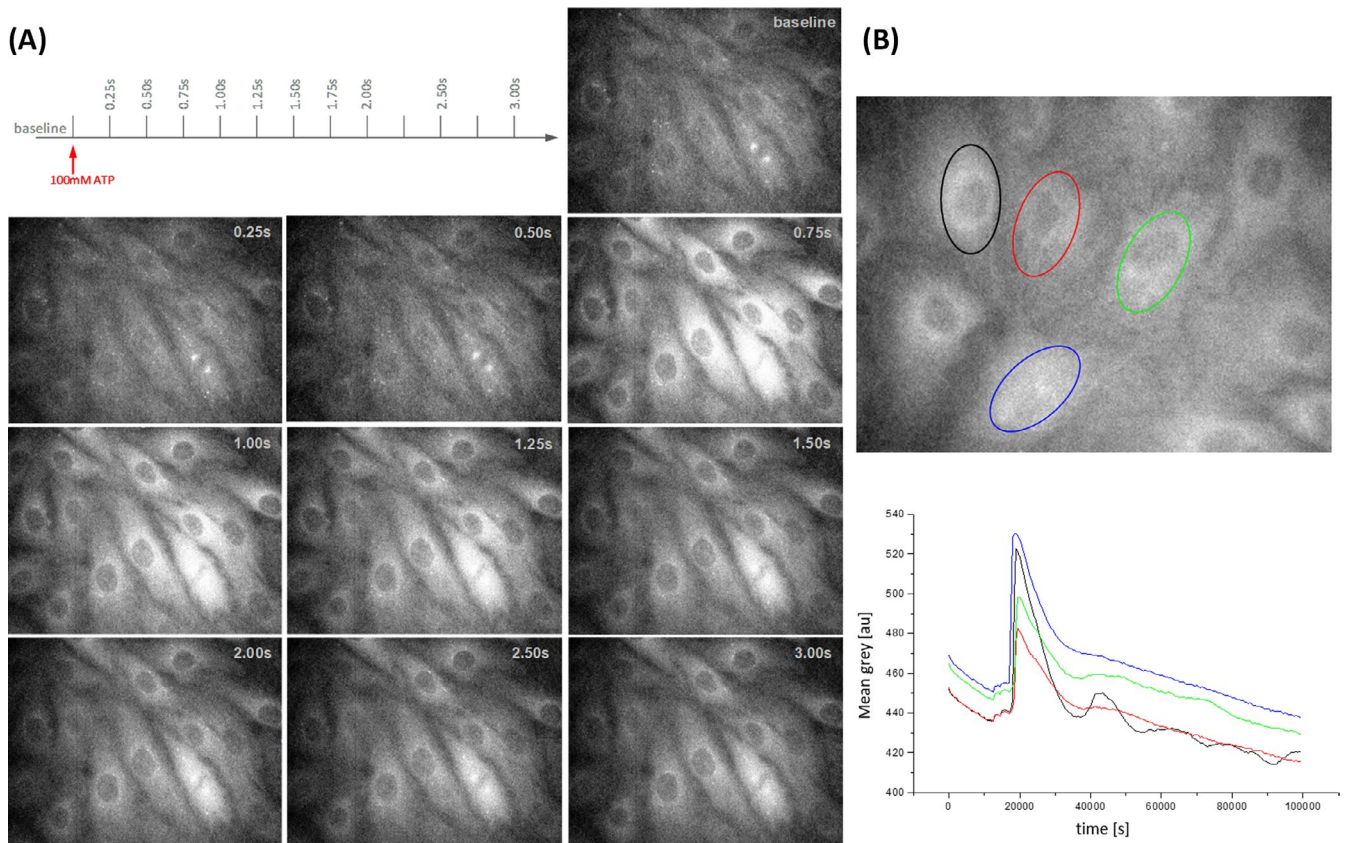 (A)
baseline
0.25s
0.50s
0.75s
1.00s
1.25s
1.50s
1.75s
2.00s
2.50s
3.00s
100mM ATP
baseline
0.25s
0.50s
0.75s
1.00s
1.25s
1.50s
2.00s
2.50s
3.00s
(B)
540
520
500
480
460
440
420
400
Mean grey [au]
0 20000 40000 60000 80000 100000
time [s]